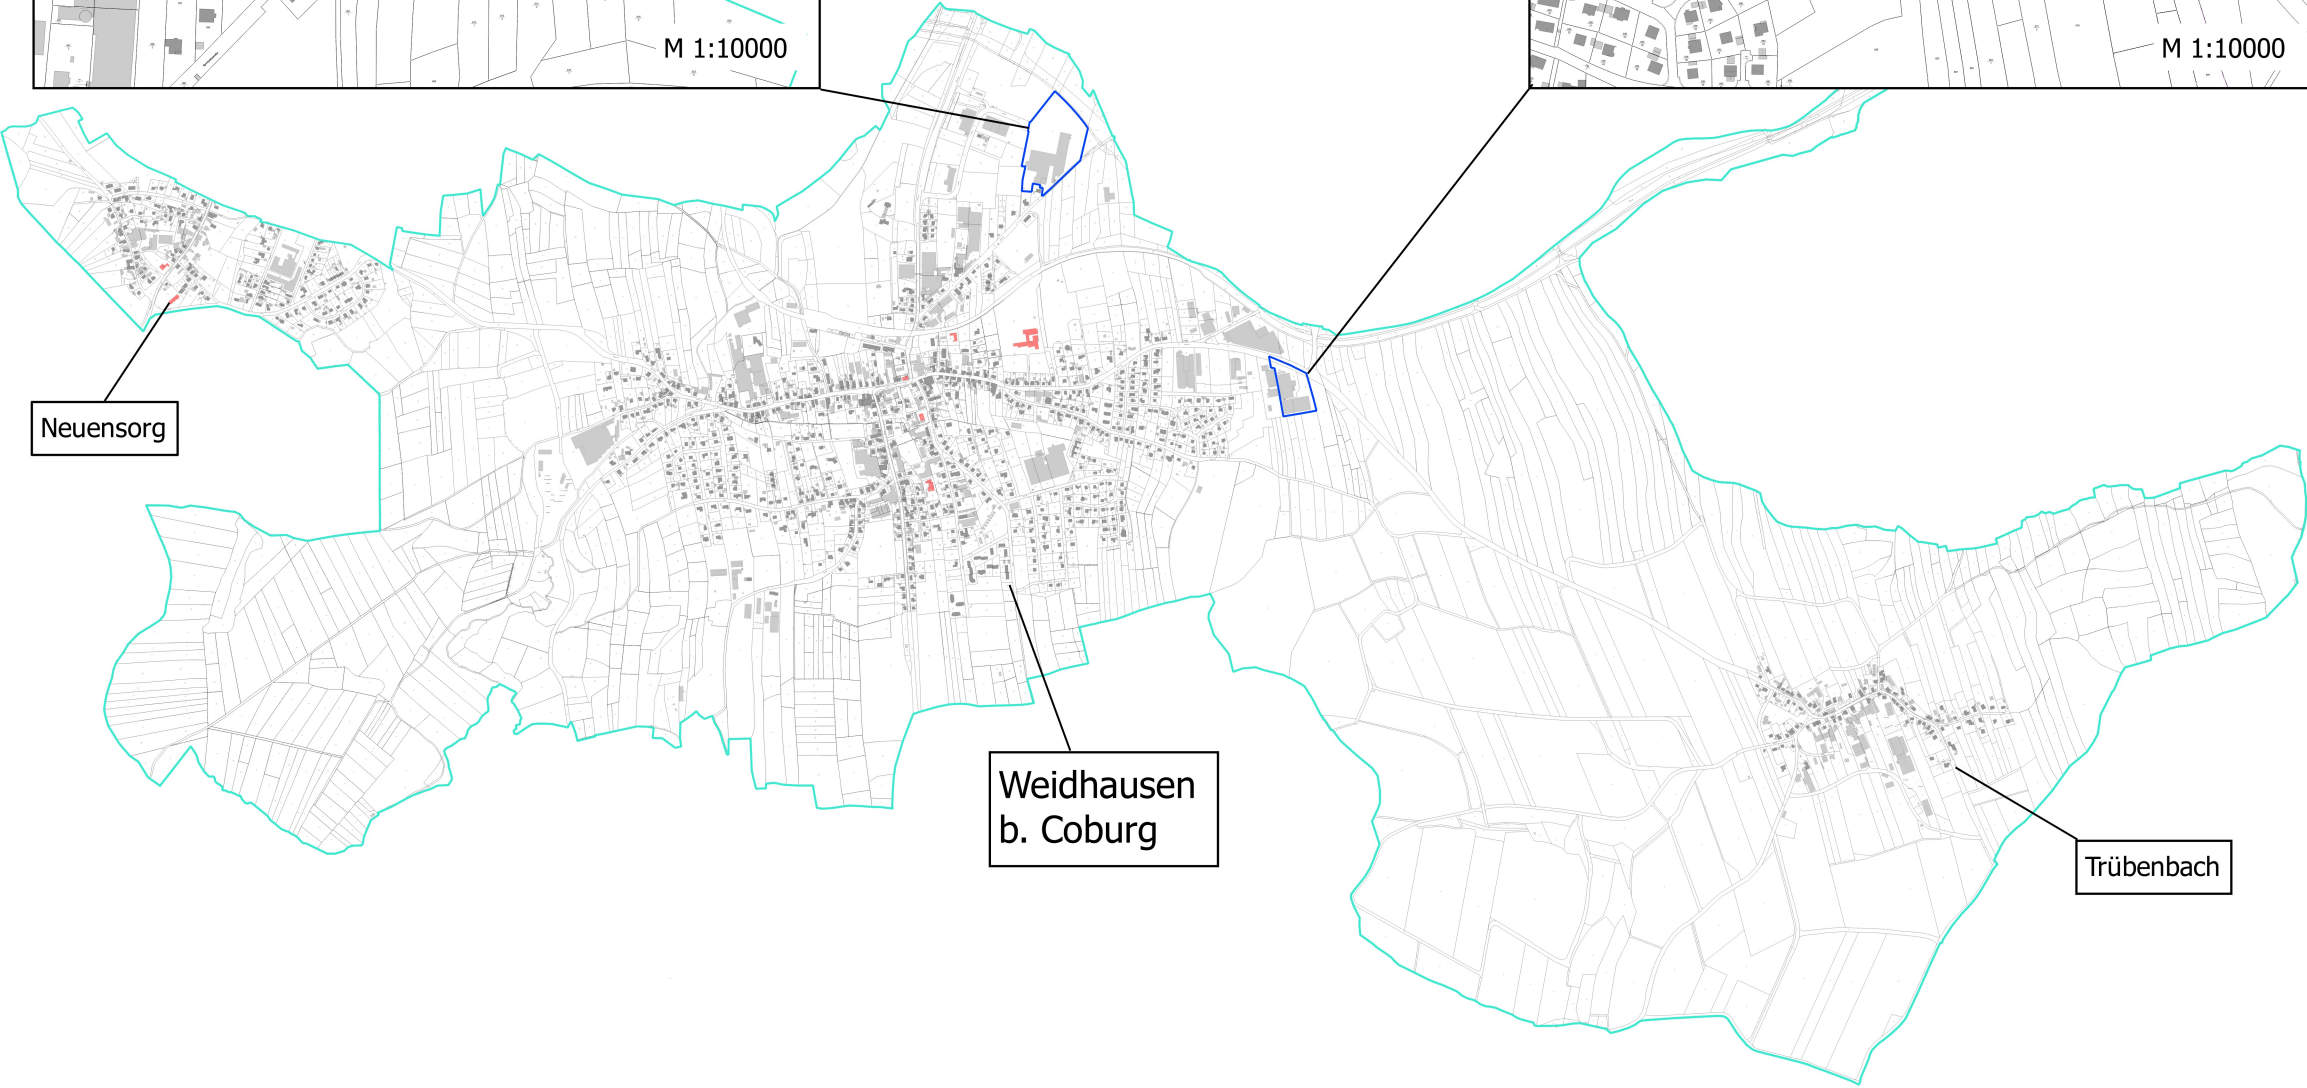 M 1:10000
M 1:10000
Neuensorg
Weidhausen
b. Coburg
Trübenbach